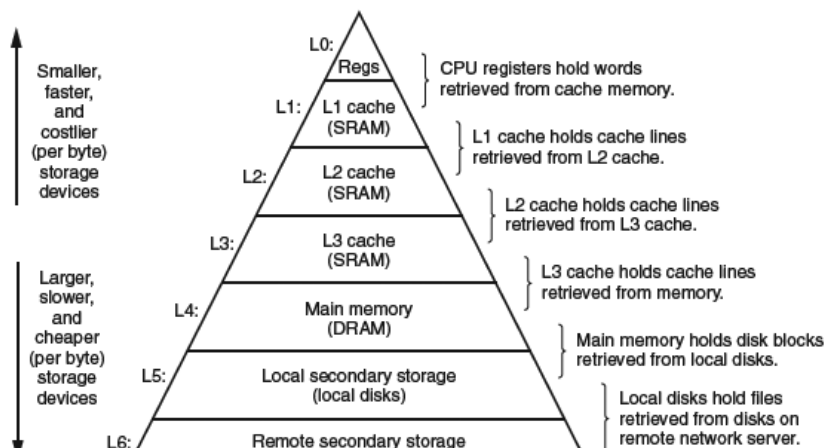 L0:
Regs
CPU registers hold words
retrieved from cache memory.
Smaller,
faster,
and
costlier
(per byte)
storage
devices
L1:
L1 cache
(SRAM)
L1 cache holds cache lines
retrieved from L2 cache.
L2:
L2 cache
(SRAM)
L2 cache holds cache lines
retrieved from L3 cache.
L3:
L3 cache
(SRAM)
L3 cache holds cache lines
retrieved from memory.
Larger,
slower,
and
cheaper
(per byte)
storage
devices
L4:
Main memory
(DRAM)
Main memory holds disk blocks
retrieved from local disks.
L5:
Local secondary storage
(local disks)
Local disks hold files
retrieved from disks on
remote network server.
L6:
Remote secondary storage